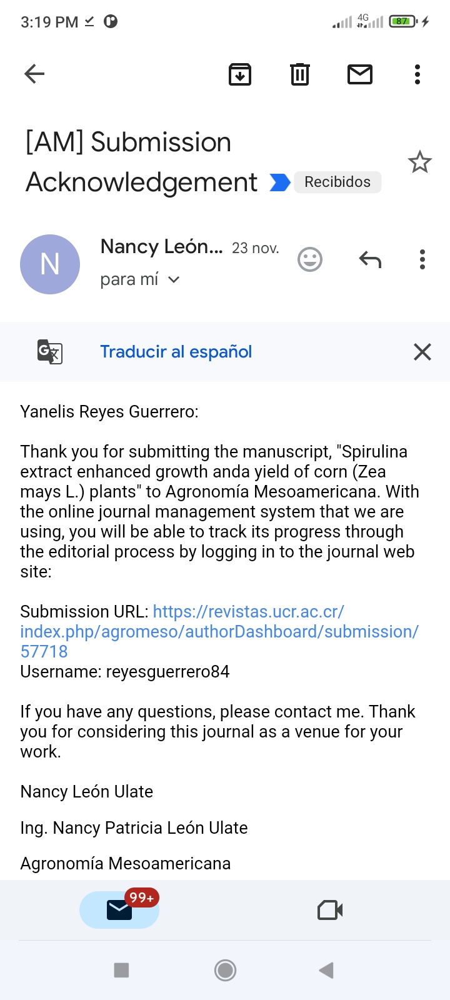 3:19 PM
4G
87
[AM] Submission
Acknowledgement
Recibidos
N
Nancy León... 23 nov.
para mí
G
Traducir al español
Yanelis Reyes Guerrero:
Thank you for submitting the manuscript, "Spirulina
extract enhanced growth anda yield of corn (Zea
mays L.) plants" to Agronomía Mesoamericana. With
the online journal management system that we are
using, you will be able to track its progress through
the editorial process by logging in to the journal web
site:
Submission URL: https://revistas.ucr.ac.cr/
index.php/agromeso/authorDashboard/submission/
57718
Username: reyesguerrero84
If you have any questions, please contact me. Thank
you for considering this journal as a venue for your
work.
Nancy León Ulate
Ing. Nancy Patricia León Ulate
Agronomía Mesoamericana
99+